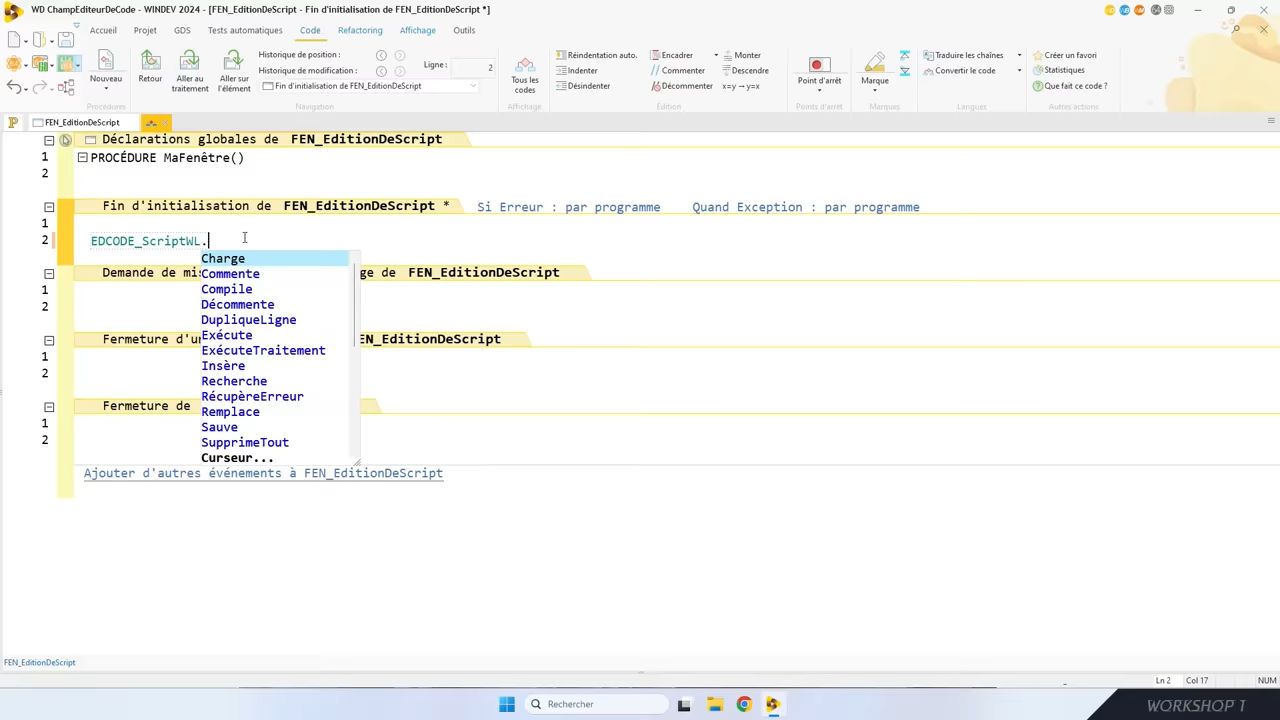 WD ChampEditeurDeCode - WINDEV 2024 - [FEN_EditionDeScript - Fin d'initialisation de FEN_EditionDeScript *]
Accueil Projet GDS Tests automatiques Code Refactoring Affichage Outils
Nouveau
Procédures
Retour
Aller au traitement
Aller sur l'élément
Historique de position :
Historique de modification :
Fin d'initialisation de FEN_EditionDeScript
Ligne : 2
Navigation
Tous les codes
Affichage
Réindentation auto.
Indenter
Désindenter
Encadrer
Commenter
Décommenter
Monter
Descendre
x=y → y=x
Édition
Point d'arrêt
Points d'arrêt
Marque
Marques
Traduire les chaînes
Convertir le code
Langues
Créer un favori
Statistiques
Que fait ce code ?
Autres actions
FEN_EditionDeScript
Déclarations globales de FEN_EditionDeScript
1 PROCÉDURE MaFenêtre()
2
Fin d'initialisation de FEN_EditionDeScript * Si Erreur : par programme Quand Exception : par programme
1
2 EDCODE_ScriptWL.
Charge
Demande de mi
Commente
ge de FEN_EditionDeScript
1
Compile
2
Décommente
DupliqueLigne
Fermeture d'u
Exécute
FEN_EditionDeScript
1
ExécuteTraitement
2
Insère
Recherche
RécupèreErreur
Fermeture de
Remplace
1
Sauve
2
SupprimeTout
Curseur...
Ajouter d'autres événements à FEN_EditionDeScript
FEN_EditionDeScript
Ln 2 Col 17 NUM
Rechercher
WORKSHOP 1